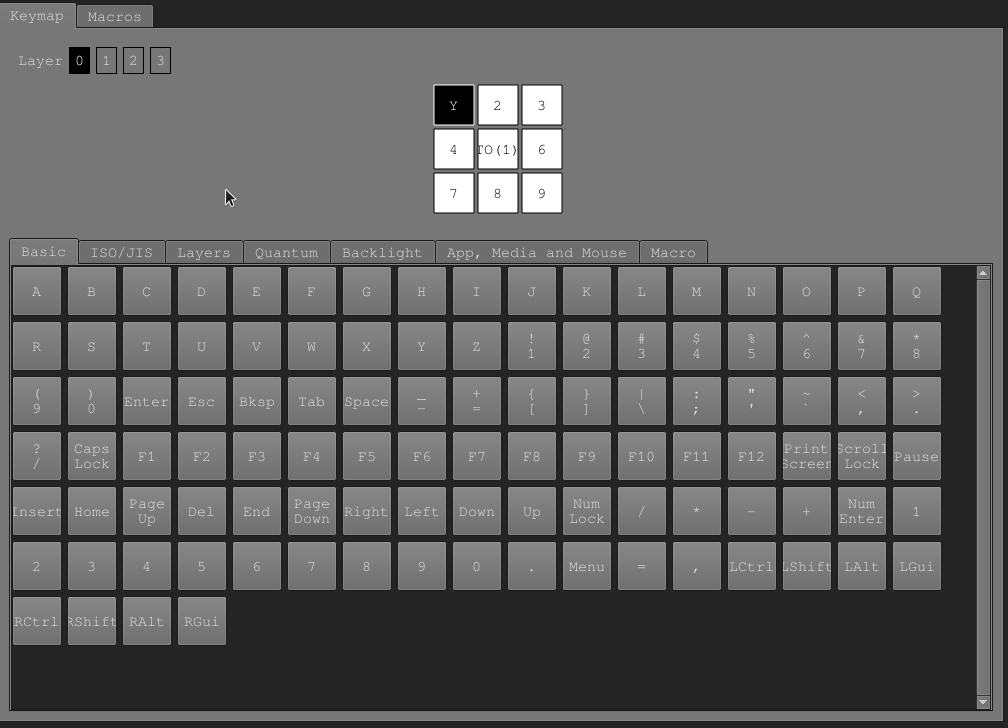 Keymap Macros
Layer 0 1 2 3
Y 2 3
4 TO(1) 6
7 8 9
Basic ISO/JIS Layers Quantum Backlight App, Media and Mouse Macro
A B C D E F G H I J K L M N O P Q
R S T U V W X Y Z ! 1 @ 2 # 3 $ 4 % 5 ^ 6 & 7 * 8
( 9 ) 0 Enter Esc Bksp Tab Space _ - + = { [ } ] | \ : ; " ' ~ ` < , > .
? / Caps Lock F1 F2 F3 F4 F5 F6 F7 F8 F9 F10 F11 F12 Print Screen Scroll Lock Pause
Insert Home Page Up Del End Page Down Right Left Down Up Num Lock / * - + Num Enter 1
2 3 4 5 6 7 8 9 0 . Menu = , LCtrl LShift LAlt LGui
RCtrl RShift RAlt RGui